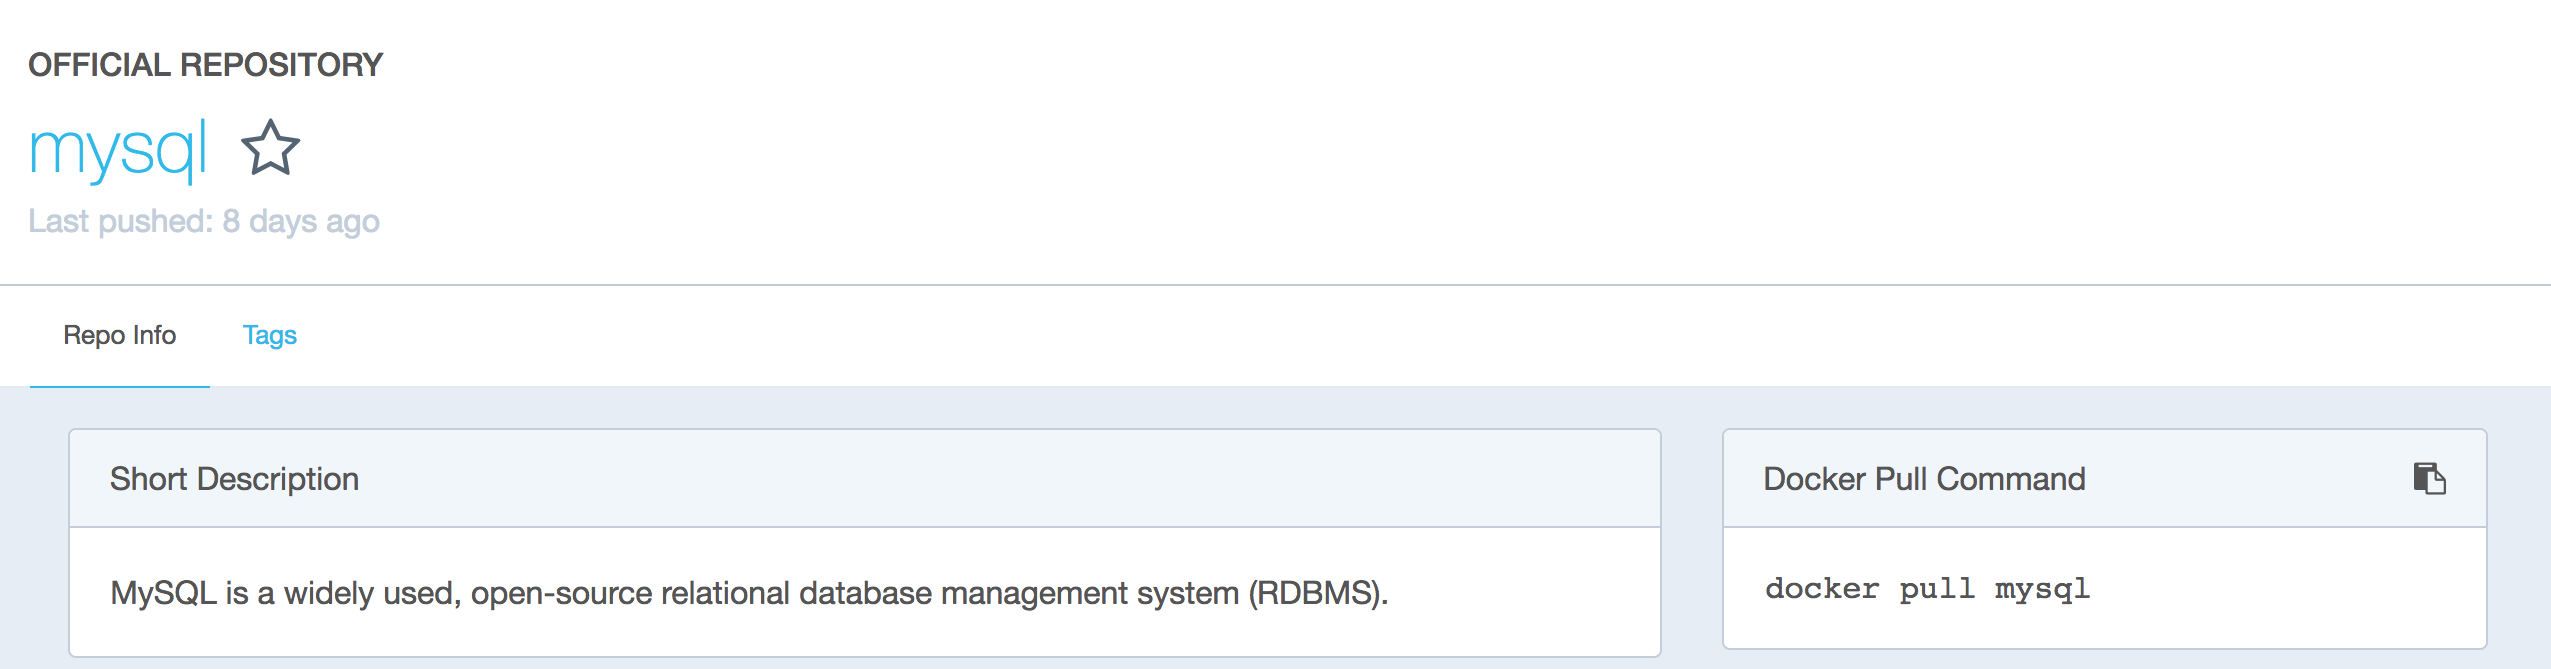 OFFICIAL REPOSITORY
mysql
Last pushed: 8 days ago
Repo Info
Tags
Short Description
MySQL is a widely used, open-source relational database management system (RDBMS).
Docker Pull Command
docker pull mysql